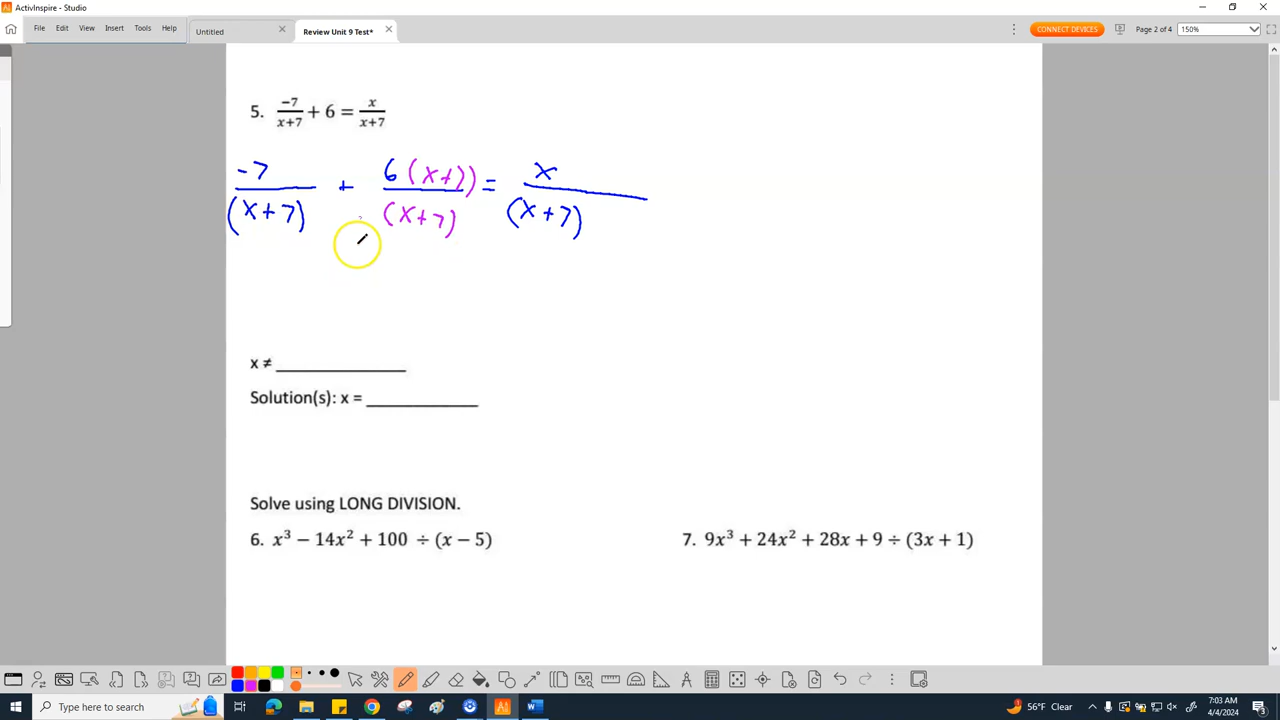 ActivInspire - Studio
File Edit View Insert Tools Help
Untitled
Review Unit 9 Test*
CONNECT DEVICES
Page 2 of 4
150%
5. -7/x+7 + 6 = x/x+7
-7/(x+7) + 6(x+7)/(x+7) = x/(x+7)
x ≠ ____________
Solution(s): x = ____________
Solve using LONG DIVISION.
6. x³ − 14x² + 100 ÷ (x − 5)
7. 9x³ + 24x² + 28x + 9 ÷ (3x + 1)
Type here to search
56°F Clear
7:03 AM
4/4/2024